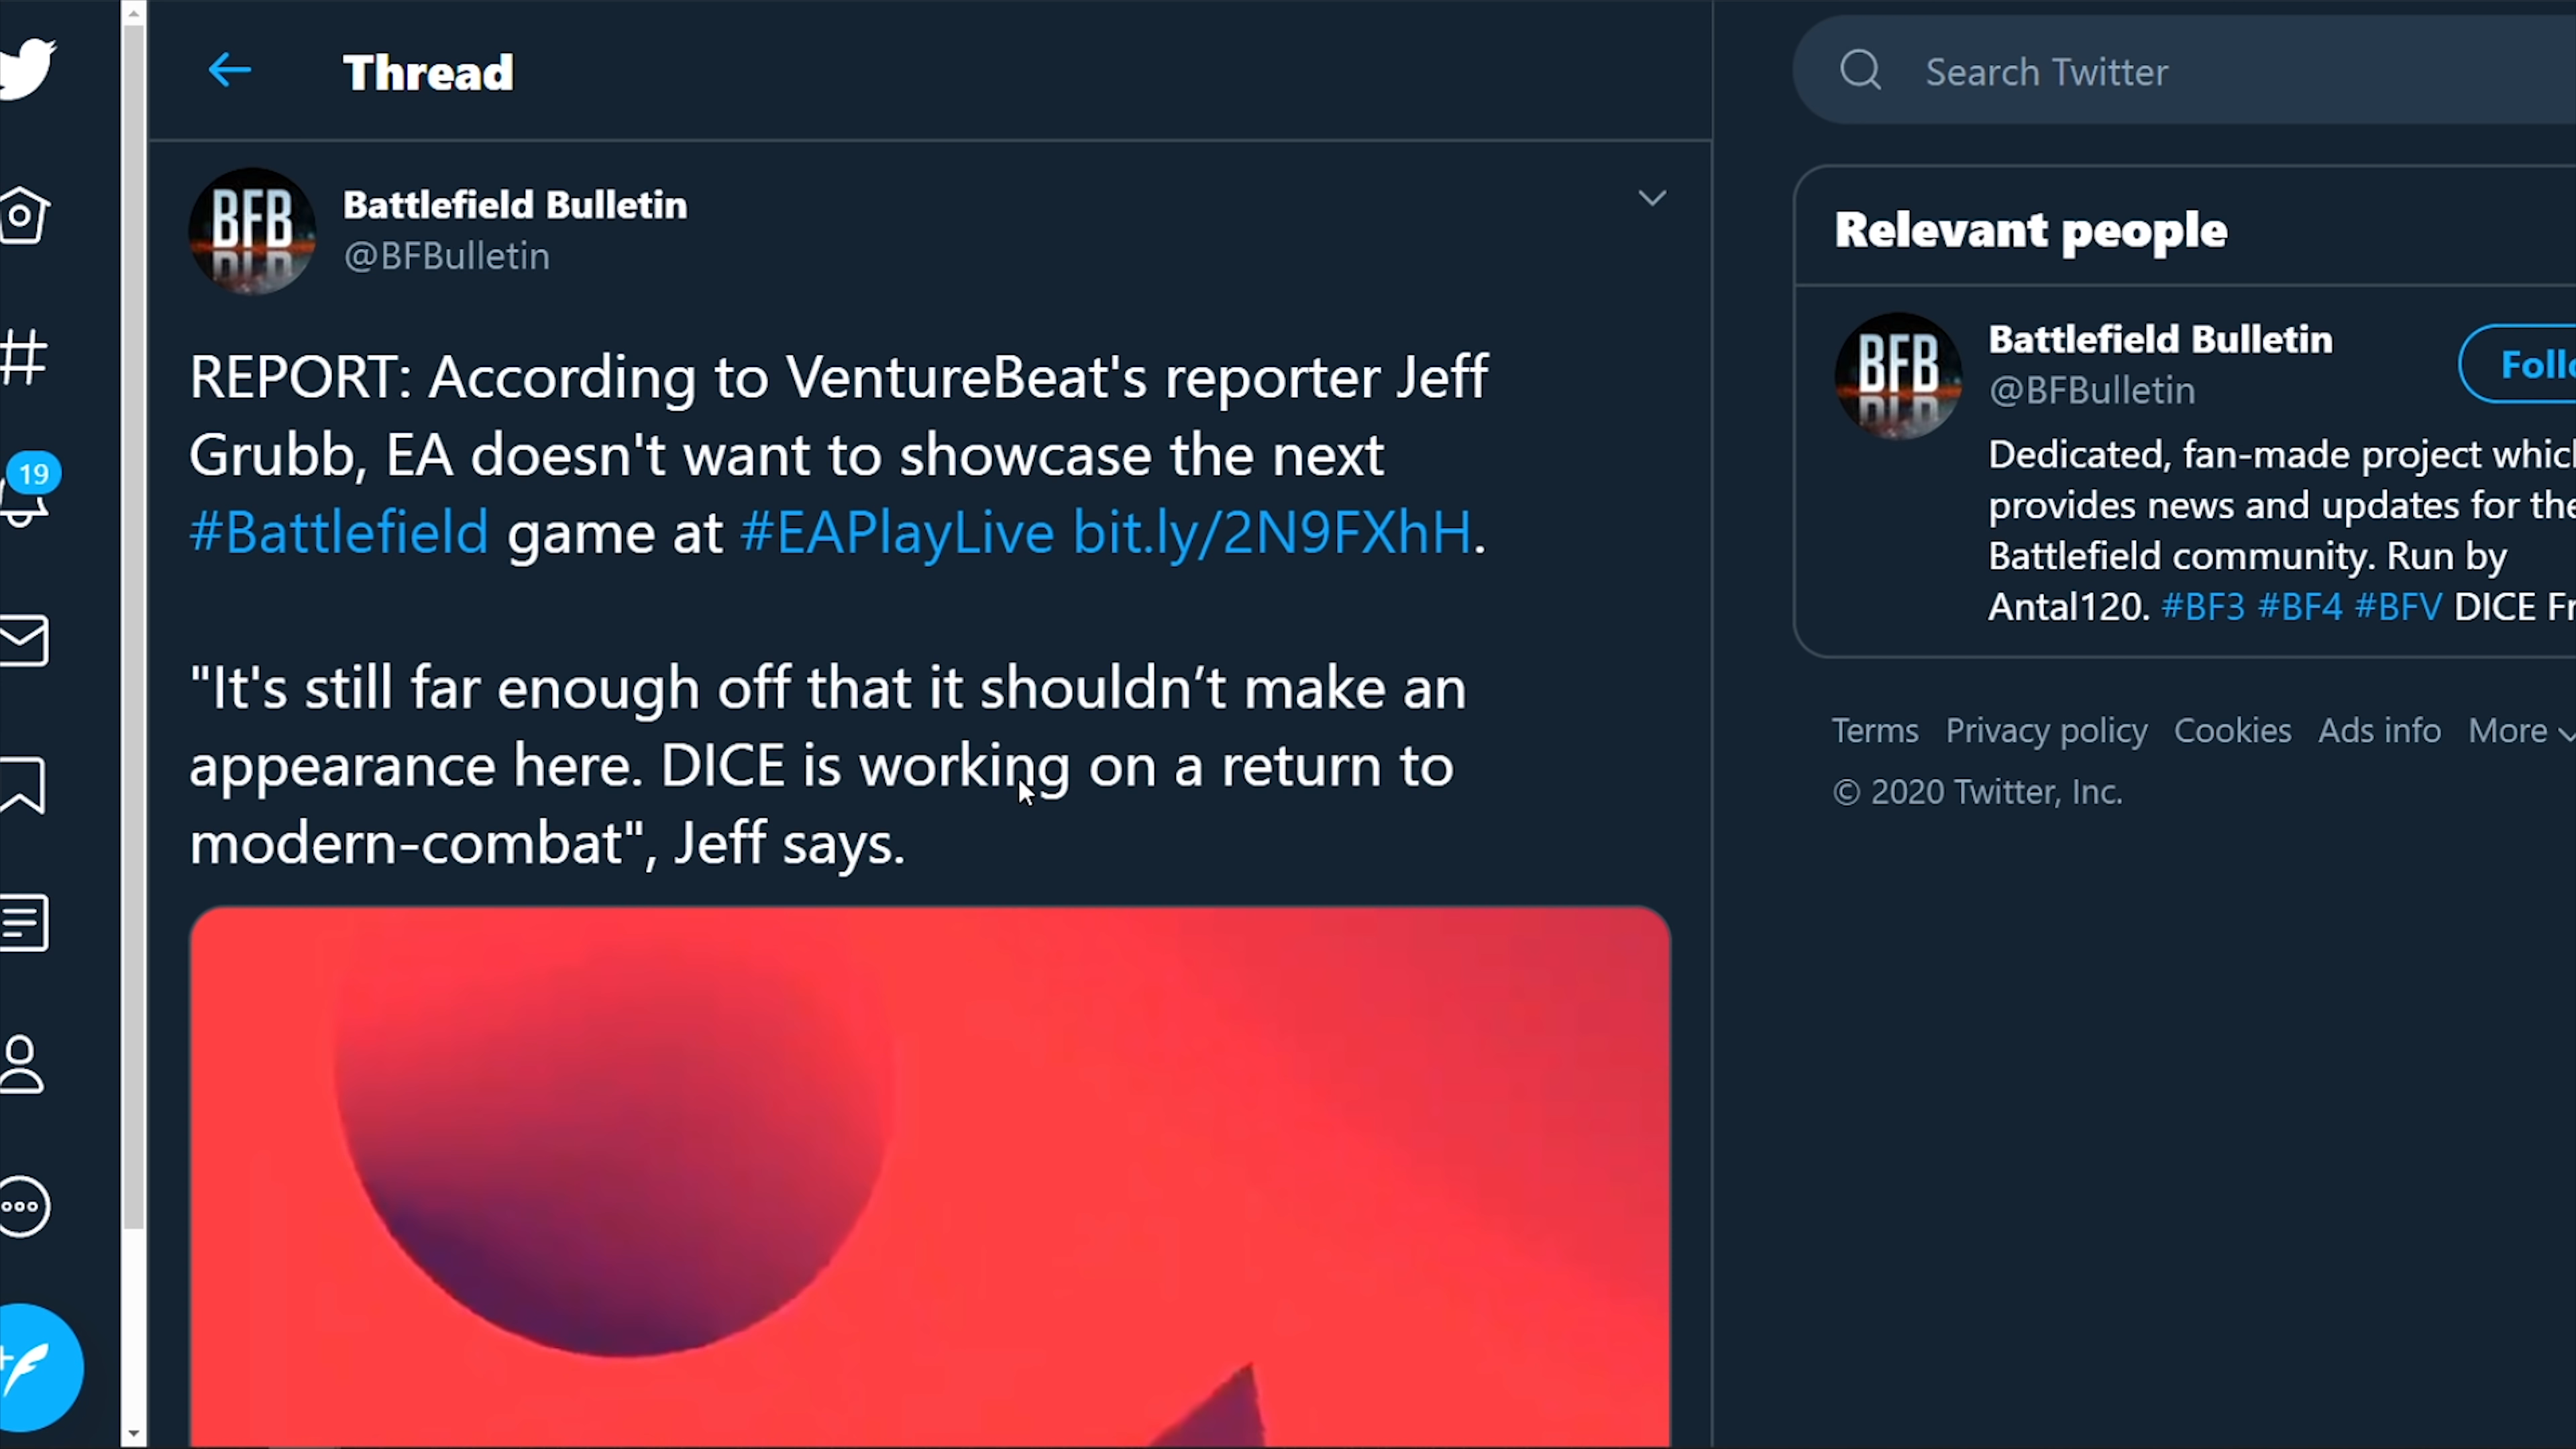 Thread
Search Twitter
BFB
Battlefield Bulletin
@BFBulletin
REPORT: According to VentureBeat's reporter Jeff
Grubb, EA doesn't want to showcase the next
#Battlefield game at #EAPlayLive bit.ly/2N9FXhH.
"It's still far enough off that it shouldn’t make an
appearance here. DICE is working on a return to
modern-combat", Jeff says.
19
Relevant people
BFB
Battlefield Bulletin
@BFBulletin
Follo
Dedicated, fan-made project which
provides news and updates for the
Battlefield community. Run by
Antal120. #BF3 #BF4 #BFV DICE Fr
Terms Privacy policy Cookies Ads info More
© 2020 Twitter, Inc.